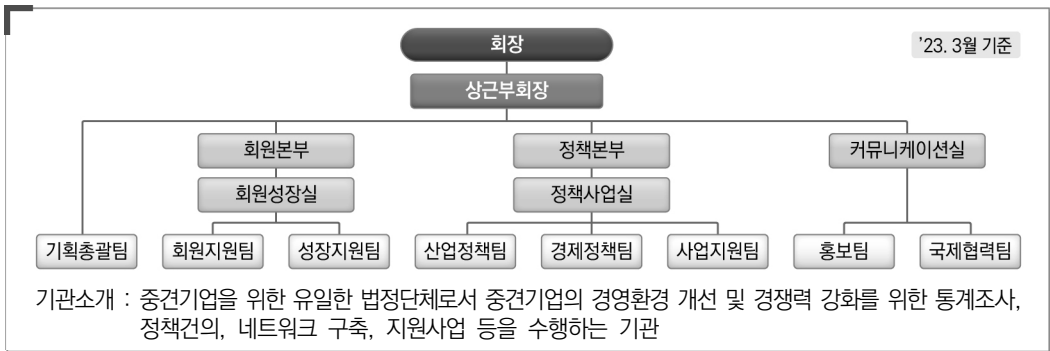 회장
’23. 3월 기준
상근부회장
회원본부
정책본부
커뮤니케이션실
회원성장실
정책사업실
기획총괄팀
회원지원팀
성장지원팀
산업정책팀
경제정책팀
사업지원팀
홍보팀
국제협력팀
기관소개 : 중견기업을 위한 유일한 법정단체로서 중견기업의 경영환경 개선 및 경쟁력 강화를 위한 통계조사,
정책건의, 네트워크 구축, 지원사업 등을 수행하는 기관